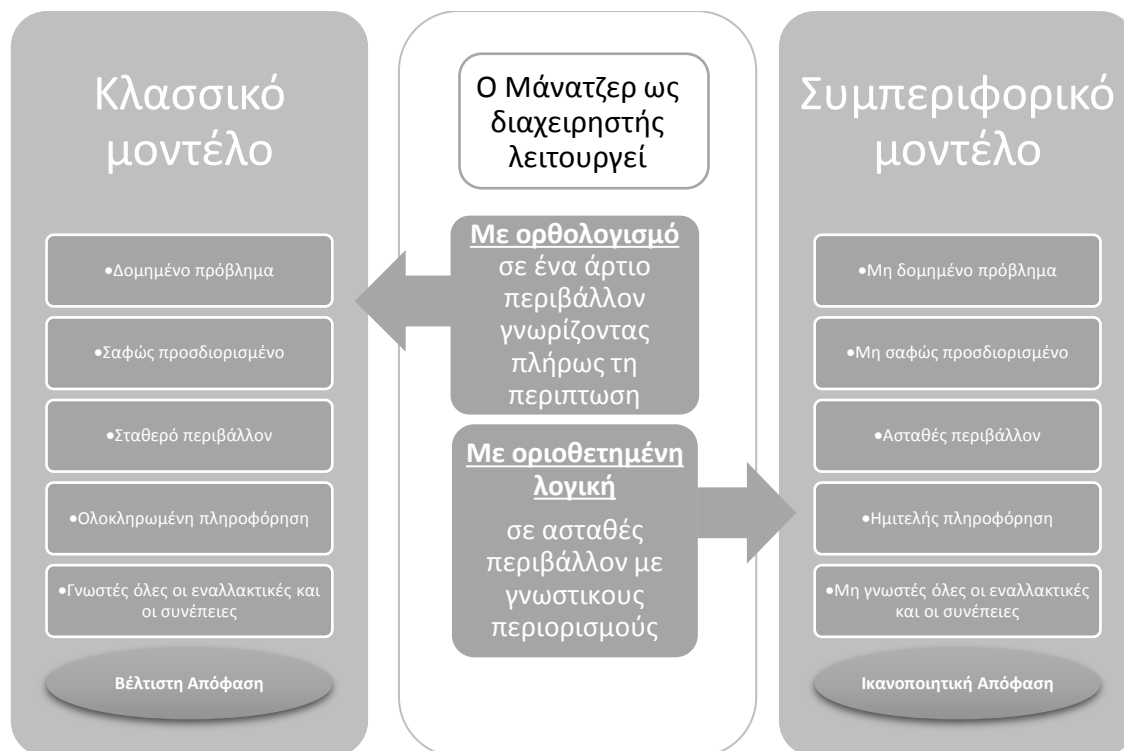 Κλασσικό
μοντέλο
•Δομημένο πρόβλημα
•Σαφώς προσδιορισμένο
•Σταθερό περιβάλλον
•Ολοκληρωμένη πληροφόρηση
•Γνωστές όλες οι εναλλακτικές και
οι συνέπειες
Βέλτιστη Απόφαση
Ο Μάνατζερ ως
διαχειρηστής
λειτουργεί
Με ορθολογισμό
σε ένα άρτιο
περιβάλλον
γνωρίζοντας
πλήρως τη
περιπτωση
Με οριοθετημένη
λογική
σε ασταθές
περιβάλλον με
γνωστικους
περιορισμούς
Συμπεριφορικό
μοντέλο
•Μη δομημένο πρόβλημα
•Μη σαφώς προσδιορισμένο
•Ασταθές περιβάλλον
•Ημιτελής πληροφόρηση
•Μη γνωστές όλες οι εναλλακτικές
και οι συνέπειες
Ικανοποιητική Απόφαση